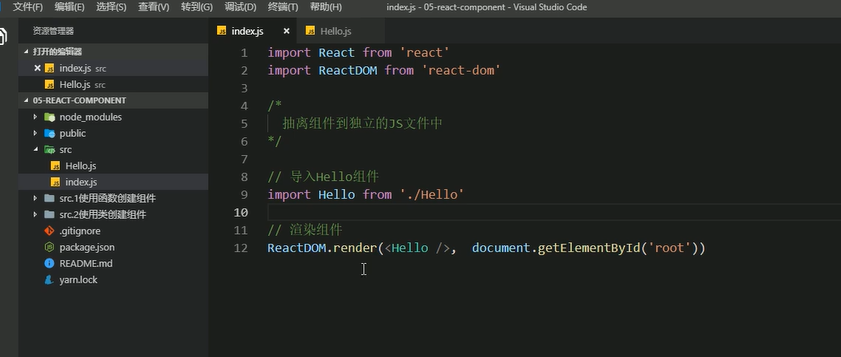 文件(F) 编辑(E) 选择(S) 查看(V) 转到(G) 调试(D) 终端(T) 帮助(H) index.js - 05-react-component - Visual Studio Code
资源管理器
打开的编辑器
index.js src
Hello.js src
05-REACT-COMPONENT
node_modules
public
src
Hello.js
index.js
src.1使用函数创建组件
src.2使用类创建组件
.gitignore
package.json
README.md
yarn.lock
index.js Hello.js
1 import React from 'react'
2 import ReactDOM from 'react-dom'
3
4 /*
5 抽离组件到独立的JS文件中
6 */
7
8 // 导入Hello组件
9 import Hello from './Hello'
10
11 // 渲染组件
12 ReactDOM.render(<Hello />, document.getElementById('root'))